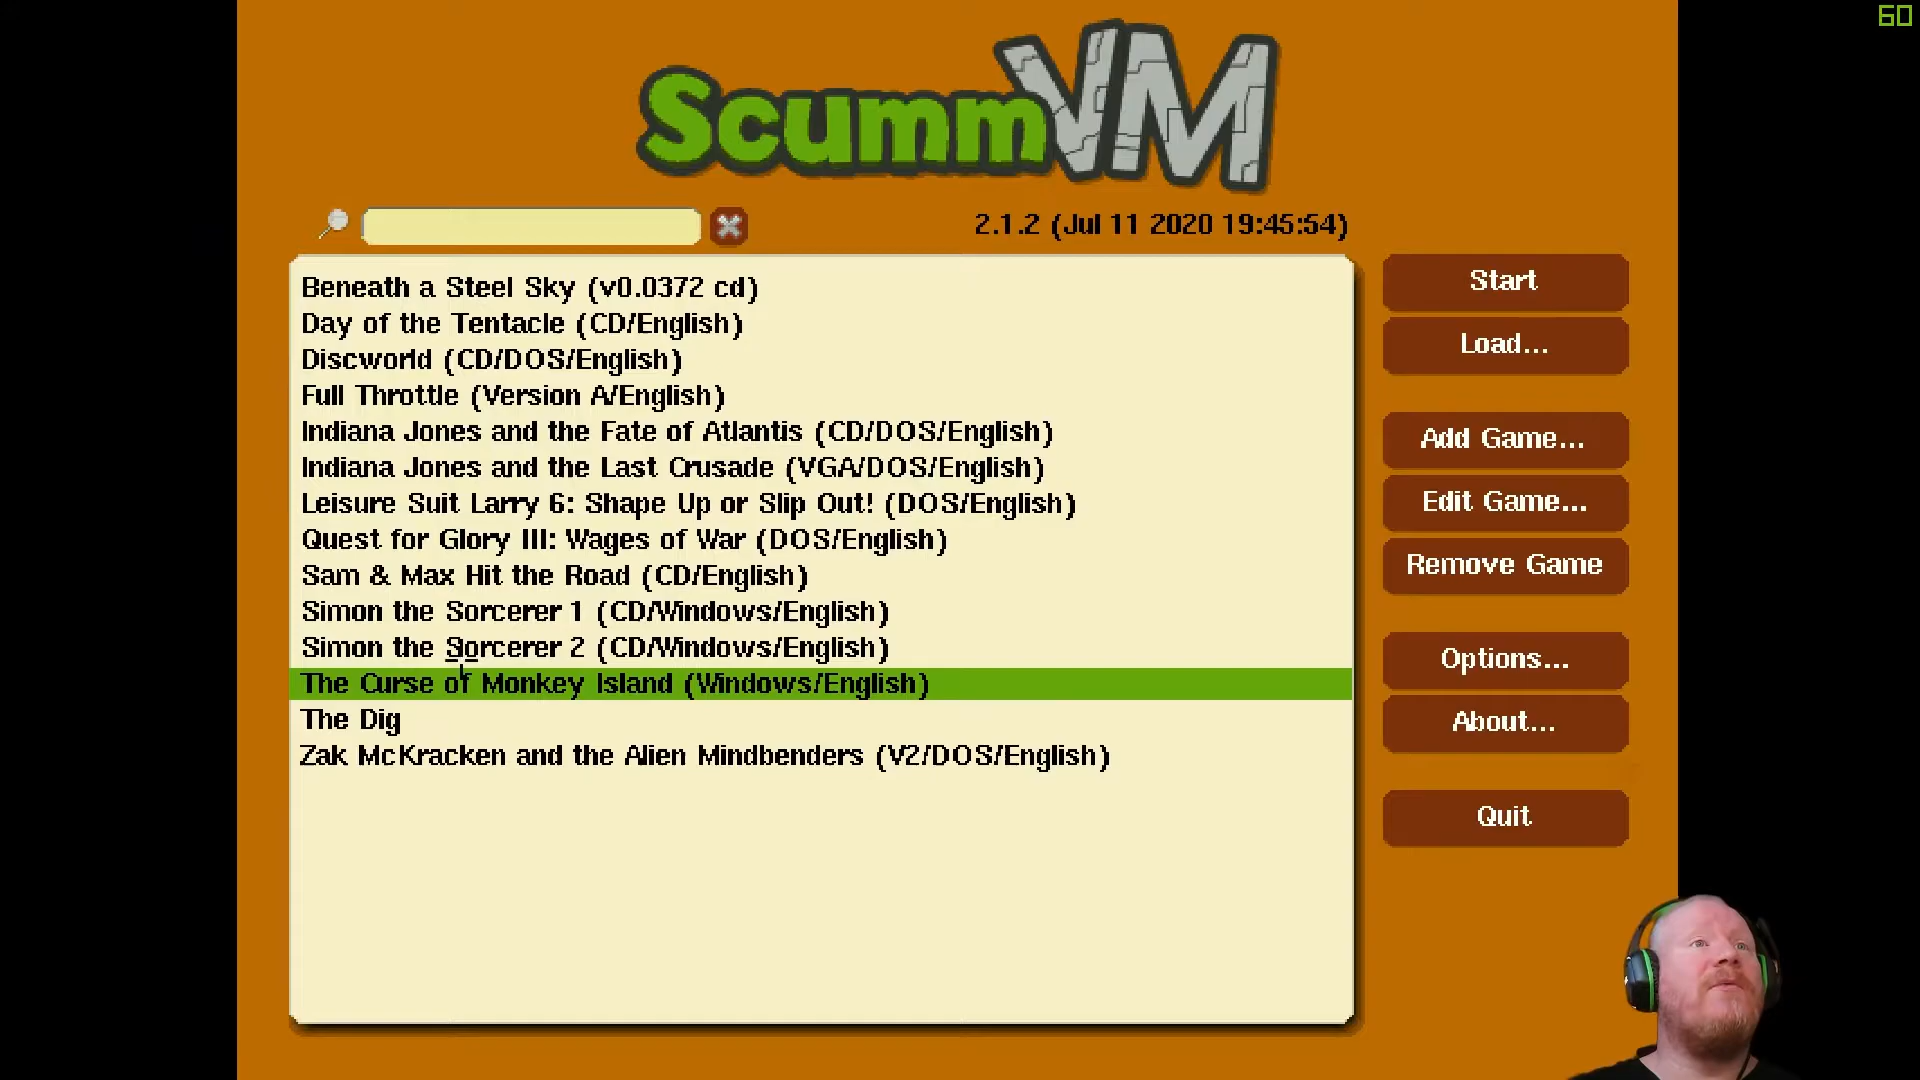 60
ScummVM
2.1.2 (Jul 11 2020 19:45:54)
Beneath a Steel Sky (v0.0372 cd)
Day of the Tentacle (CD/English)
Discworld (CD/DOS/English)
Full Throttle (Version A/English)
Indiana Jones and the Fate of Atlantis (CD/DOS/English)
Indiana Jones and the Last Crusade (VGA/DOS/English)
Leisure Suit Larry 6: Shape Up or Slip Out! (DOS/English)
Quest for Glory III: Wages of War (DOS/English)
Sam & Max Hit the Road (CD/English)
Simon the Sorcerer 1 (CD/Windows/English)
Simon the Sorcerer 2 (CD/Windows/English)
The Curse of Monkey Island (Windows/English)
The Dig
Zak McKracken and the Alien Mindbenders (V2/DOS/English)
Start
Load...
Add Game...
Edit Game...
Remove Game
Options...
About...
Quit